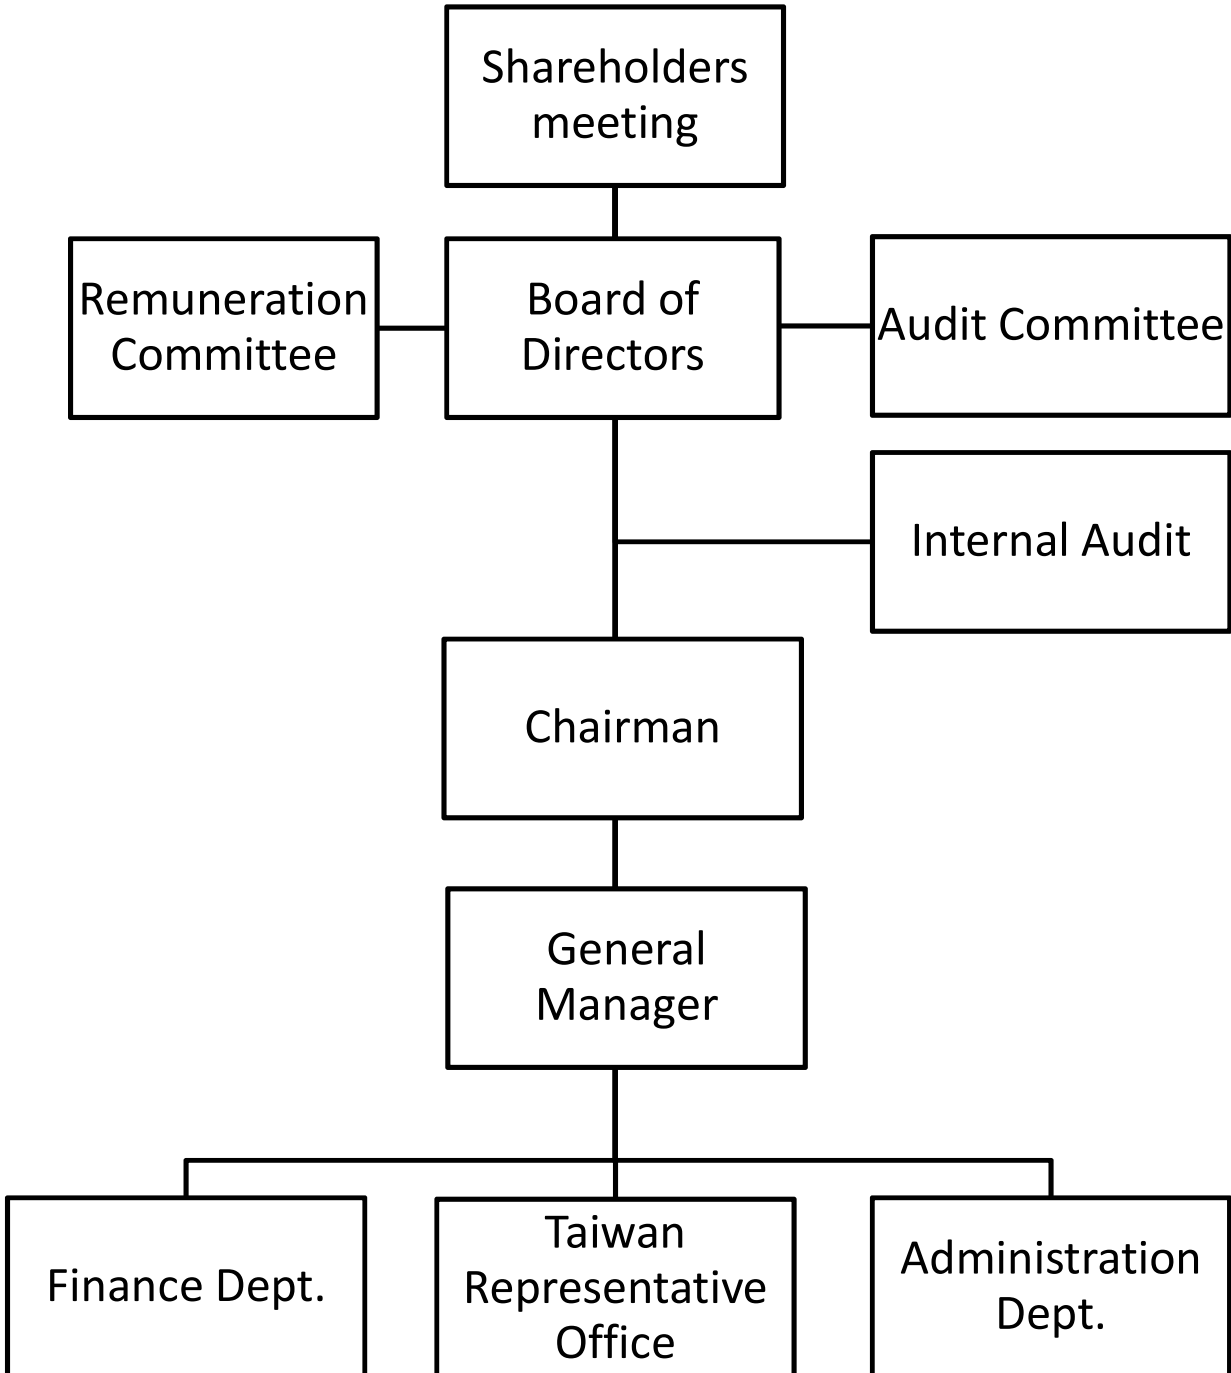 Shareholders
meeting
Remuneration
Committee
Board of
Directors
Audit Committee
Internal Audit
Chairman
General
Manager
Finance Dept.
Taiwan
Representative
Office
Administration
Dept.